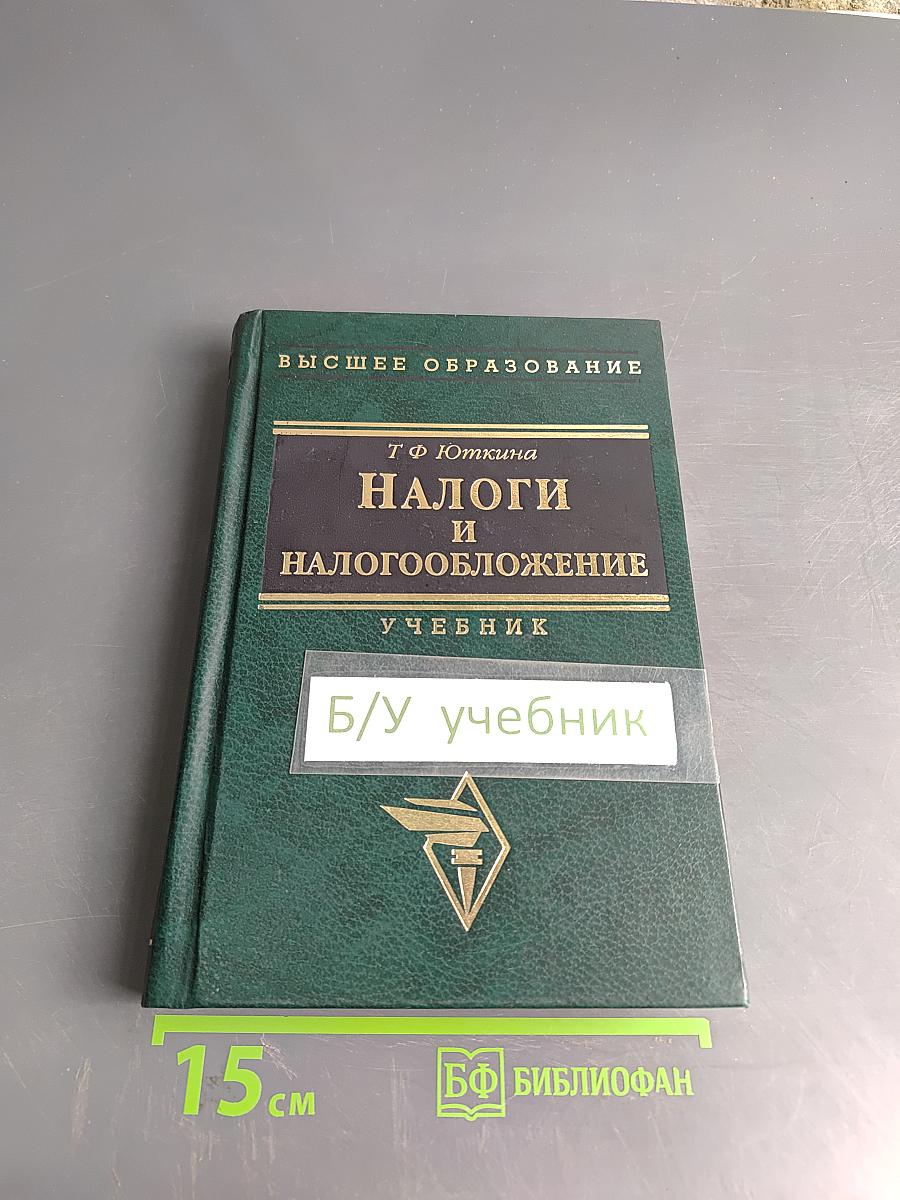 ВЫСШЕЕ ОБРАЗОВАНИЕ
Т Ф Юткина
НАЛОГИ
И
НАЛОГООБЛОЖЕНИЕ
УЧЕБНИК
Б/У учебник
15 см
БФ БИБЛИОФАН